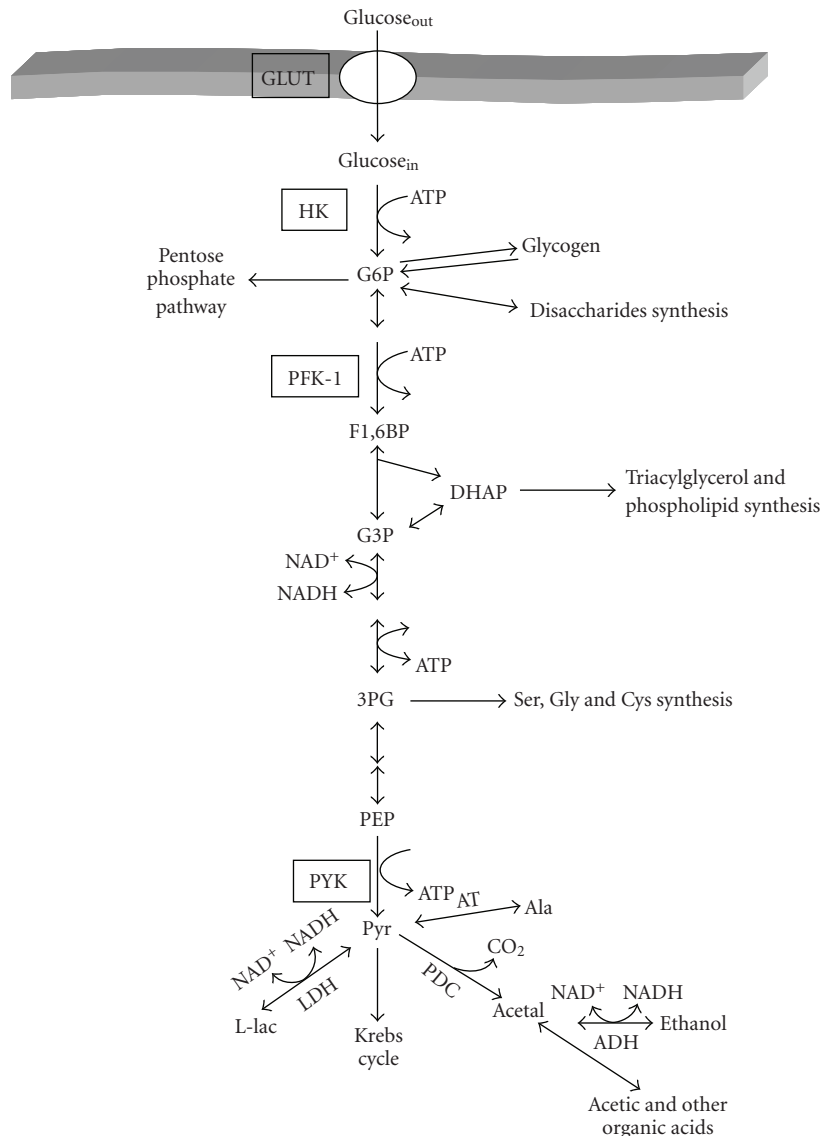 Glucose_out
GLUT
Glucose_in
HK
ATP
Pentose
phosphate
pathway
G6P
Glycogen
Disaccharides synthesis
PFK-1
ATP
F1,6BP
DHAP
Triacylglycerol and
phospholipid synthesis
G3P
NAD⁺
NADH
ATP
3PG
Ser, Gly and Cys synthesis
PEP
PYK
ATP
AT
Ala
Pyr
NAD⁺
NADH
LDH
L-lac
Krebs
cycle
PDC
CO₂
Acetal
NAD⁺
NADH
ADH
Ethanol
Acetic and other
organic acids